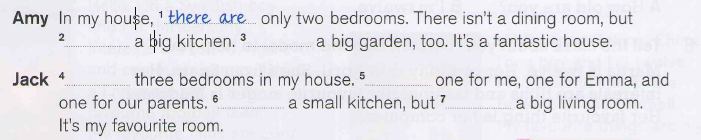 Amy In my house, 1 there are only two bedrooms. There isn't a dining room, but
2 a big kitchen. 3 a big garden, too. It's a fantastic house.
Jack 4 three bedrooms in my house. 5 one for me, one for Emma, and
one for our parents. 6 a small kitchen, but 7 a big living room.
It's my favourite room.